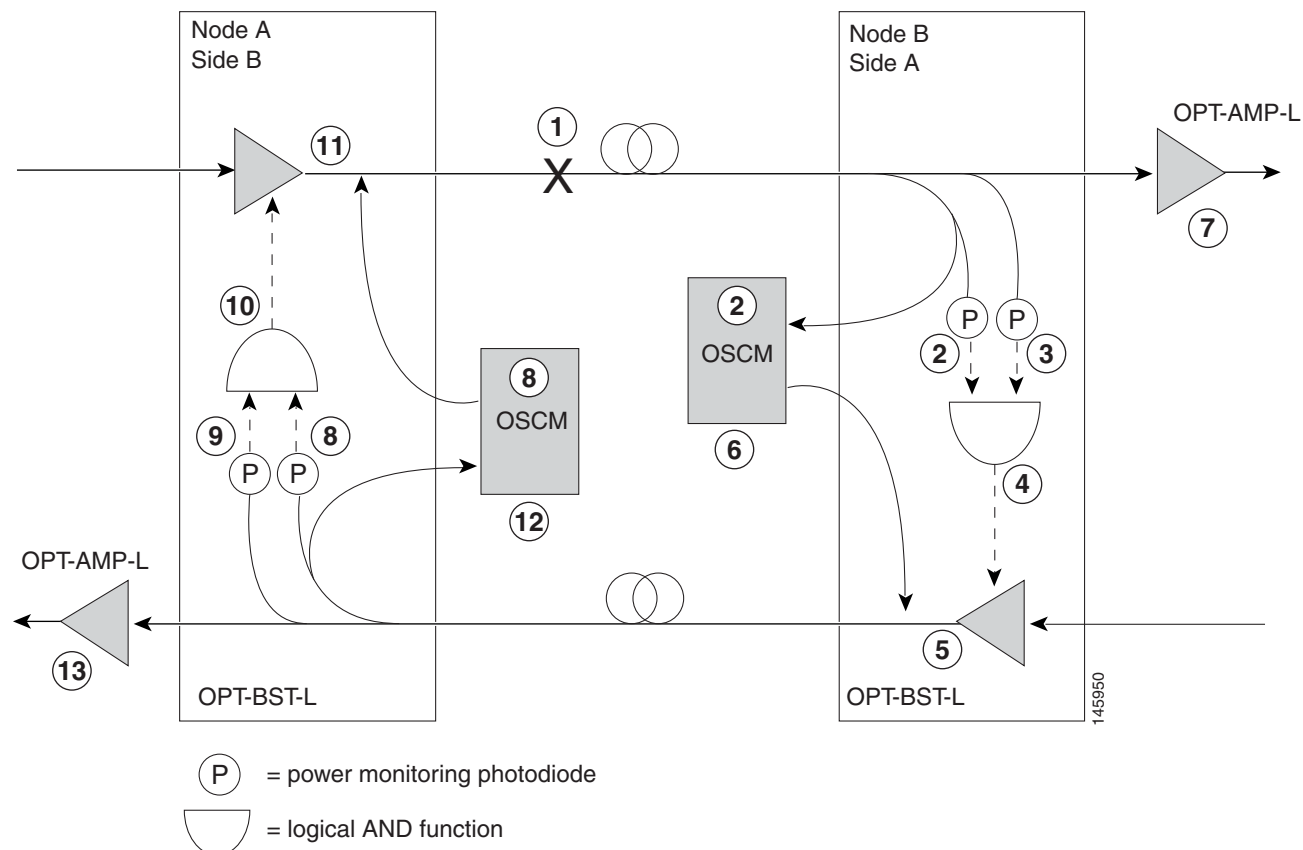 Node A
Side B
Node B
Side A
OPT-AMP-L
1
11
7
10
2
OSCM
P
P
2
3
8
OSCM
9
8
6
P
P
4
12
OPT-AMP-L
13
5
OPT-BST-L
OPT-BST-L
145950
P = power monitoring photodiode
= logical AND function